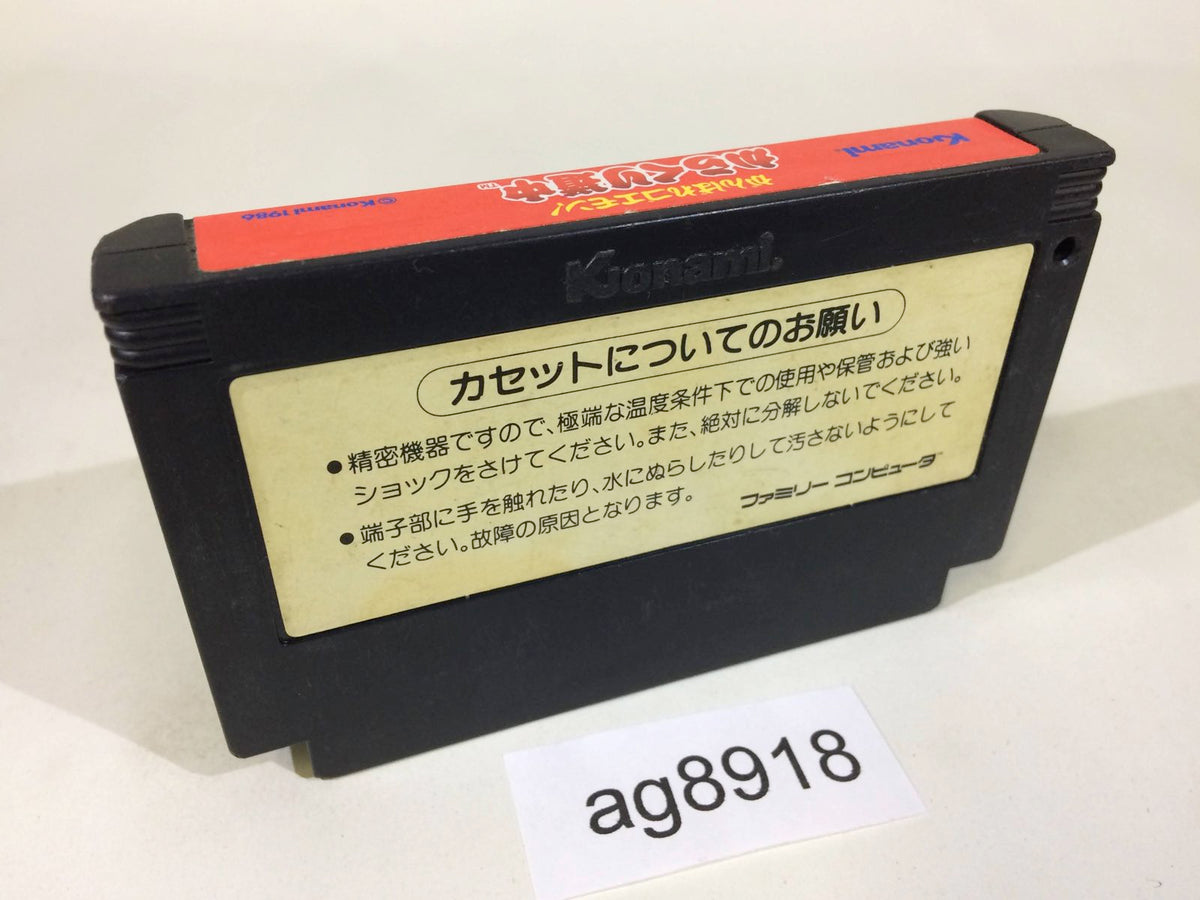 Konami
がんばれゴエモン!
からくり道中™
©Konami 1986
Konami
カセットについてのお願い
●精密機器ですので、極端な温度条件下での使用や保管および強い
ショックをさけてください。また、絶対に分解しないでください。
●端子部に手を触れたり、水にぬらしたりして汚さないようにして
ください。故障の原因となります。
ファミリーコンピュータ™
ag8918